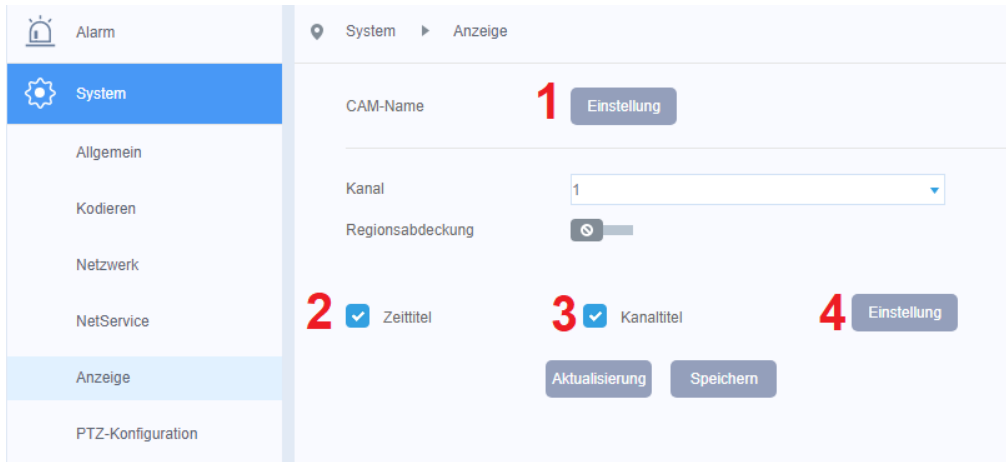 Alarm
System
Allgemein
Kodieren
Netzwerk
NetService
Anzeige
PTZ-Konfiguration
System Anzeige
CAM-Name 1 Einstellung
Kanal 1
Regionsabdeckung
2 Zeittitel 3 Kanaltitel 4 Einstellung
Aktualisierung Speichern